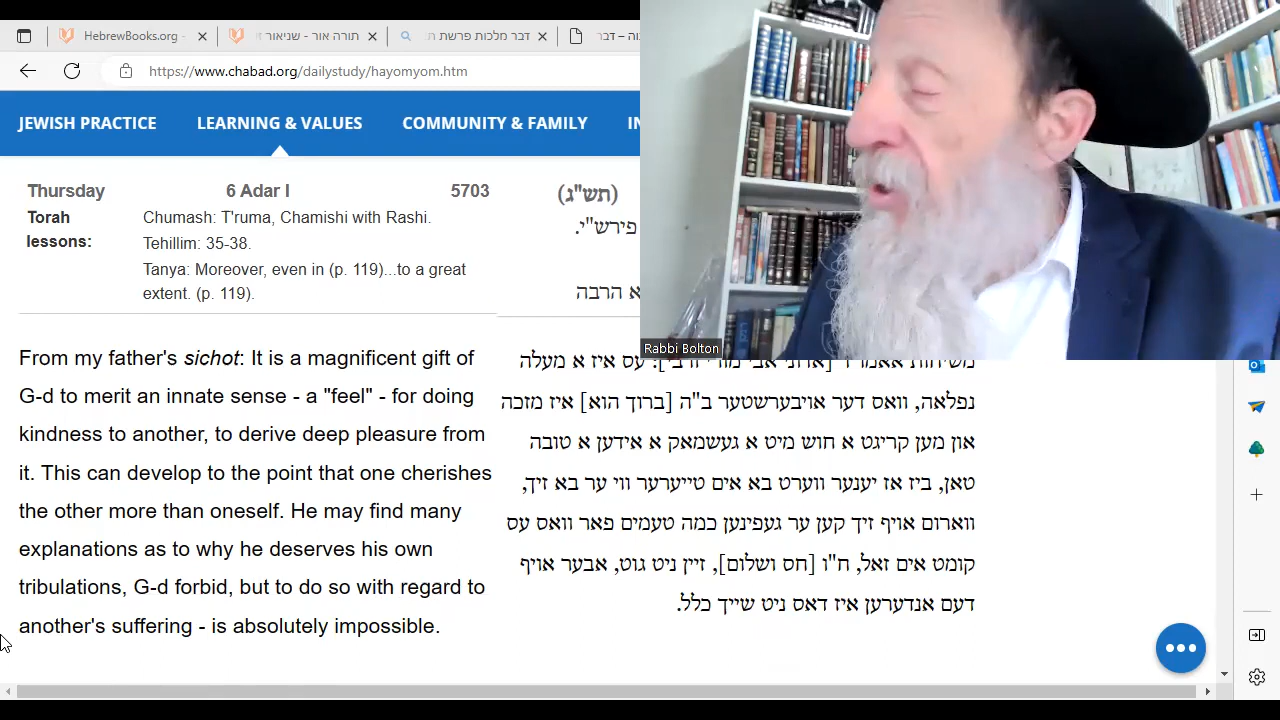 HebrewBooks.org -
תורה אור - שניאור
דבר מלכות פרשת
https://www.chabad.org/dailystudy/hayomyom.htm
JEWISH PRACTICE LEARNING & VALUES COMMUNITY & FAMILY
Thursday 6 Adar I 5703
Torah lessons:
Chumash: T'ruma, Chamishi with Rashi.
Tehillim: 35-38.
Tanya: Moreover, even in (p. 119)...to a great
extent. (p. 119).
From my father's sichot: It is a magnificent gift of
G-d to merit an innate sense - a "feel" - for doing
kindness to another, to derive deep pleasure from
it. This can develop to the point that one cherishes
the other more than oneself. He may find many
explanations as to why he deserves his own
tribulations, G-d forbid, but to do so with regard to
another's suffering - is absolutely impossible.
(תש"ג)
פירש"י.
א הרבה
עס איז א מעלה
נפלאה, וואס דער אויבערשטער ב"ה [ברוך הוא] איז מזכה
און מען קריגט א חוש מיט א געשמאק א אידען א טובה
טאן, ביז אז יענער ווערט בא אים טייערער ווי ער בא זיך,
ווארום אויף זיך קען ער געפינען כמה טעמים פאר וואס עס
קומט אים זאל, ח"ו [חס ושלום], זיין ניט גוט, אבער אויף
דעם אנדערען איז דאס ניט שייך כלל.
Rabbi Bolton